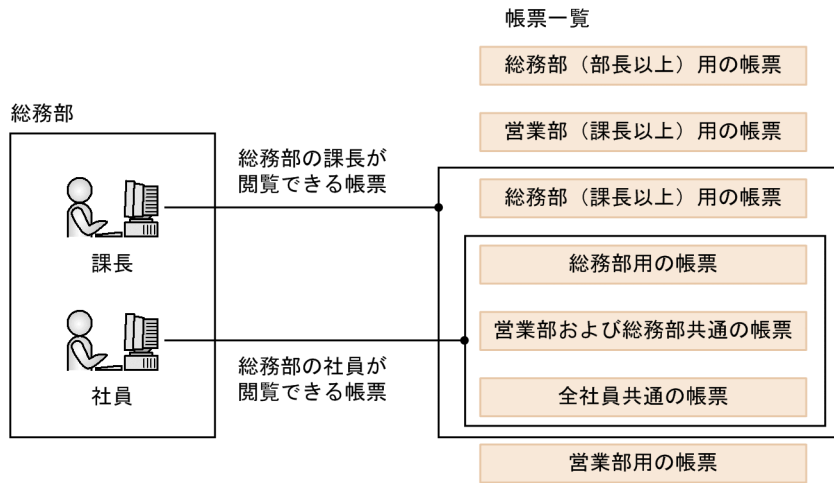 帳票一覧
総務部（部長以上）用の帳票
営業部（課長以上）用の帳票
総務部
総務部の課長が
閲覧できる帳票
総務部（課長以上）用の帳票
課長
総務部用の帳票
営業部および総務部共通の帳票
総務部の社員が
閲覧できる帳票
社員
全社員共通の帳票
営業部用の帳票